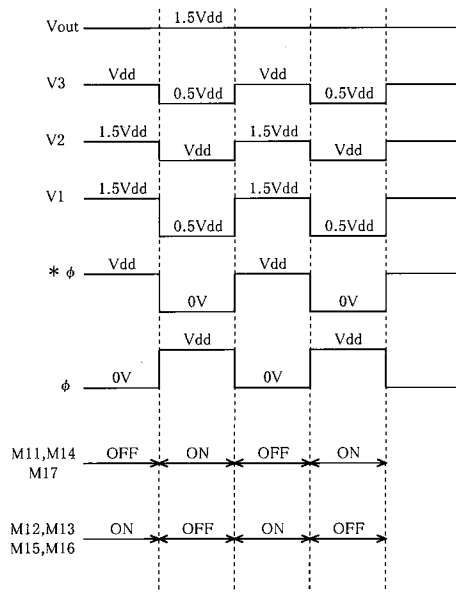 1.5Vdd
Vout
Vdd Vdd
V3
0.5Vdd 0.5Vdd
1.5Vdd 1.5Vdd
V2
Vdd Vdd
1.5Vdd 1.5Vdd
V1
0.5Vdd 0.5Vdd
Vdd Vdd
* ϕ
0V 0V
Vdd Vdd
0V 0V
ϕ
M11,M14 OFF ON OFF ON
M17
M12,M13 ON OFF ON OFF
M15,M16